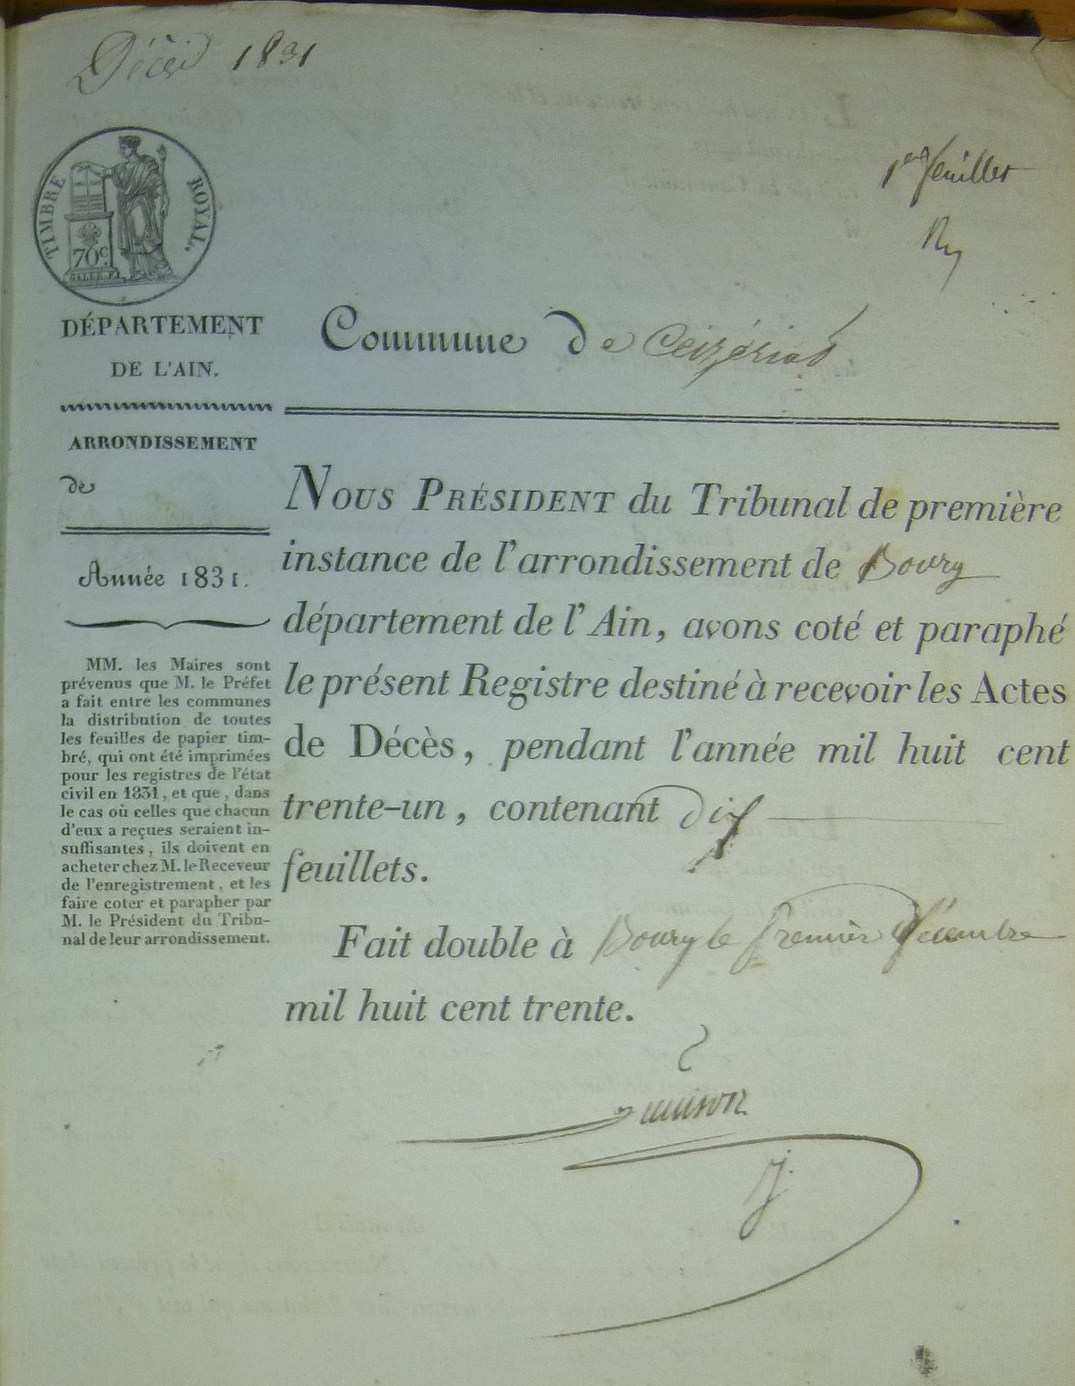 Décès 1831
1er feuillet
TIMBRE ROYAL.
70c
DÉPARTEMENT
DE L'AIN.
Commune de Ceizériat
ARRONDISSEMENT
de
Année 1831.
MM. les Maires sont
prévenus que M. le Préfet
a fait entre les communes
la distribution de toutes
les feuilles de papier tim-
bré, qui ont été imprimées
pour les registres de l'état
civil en 1831, et que, dans
le cas où celles que chacun
d'eux a reçues seraient in-
suffisantes, ils doivent en
acheter chez M. le Receveur
de l'enregistrement, et les
faire coter et parapher par
M. le Président du Tribu-
nal de leur arrondissement.
NOUS PRÉSIDENT du Tribunal de première
instance de l'arrondissement de Bourg
département de l'Ain, avons coté et paraphé
le présent Registre destiné à recevoir les Actes
de Décès, pendant l'année mil huit cent
trente-un, contenant dix
feuillets.
Fait double à Bourg le premier Décembre
mil huit cent trente.